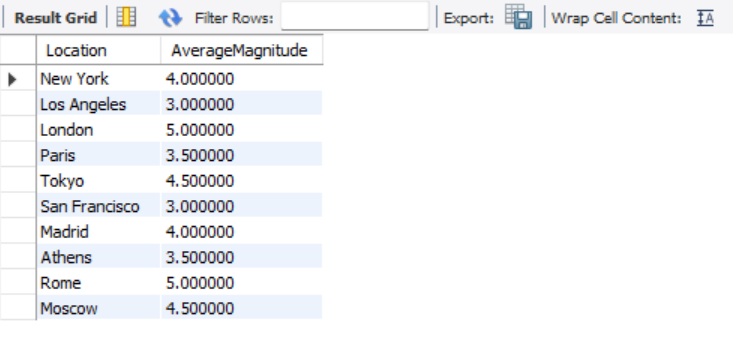 Result Grid Filter Rows: Export: Wrap Cell Content: IA
Location AverageMagnitude
New York 4.000000
Los Angeles 3.000000
London 5.000000
Paris 3.500000
Tokyo 4.500000
San Francisco 3.000000
Madrid 4.000000
Athens 3.500000
Rome 5.000000
Moscow 4.500000